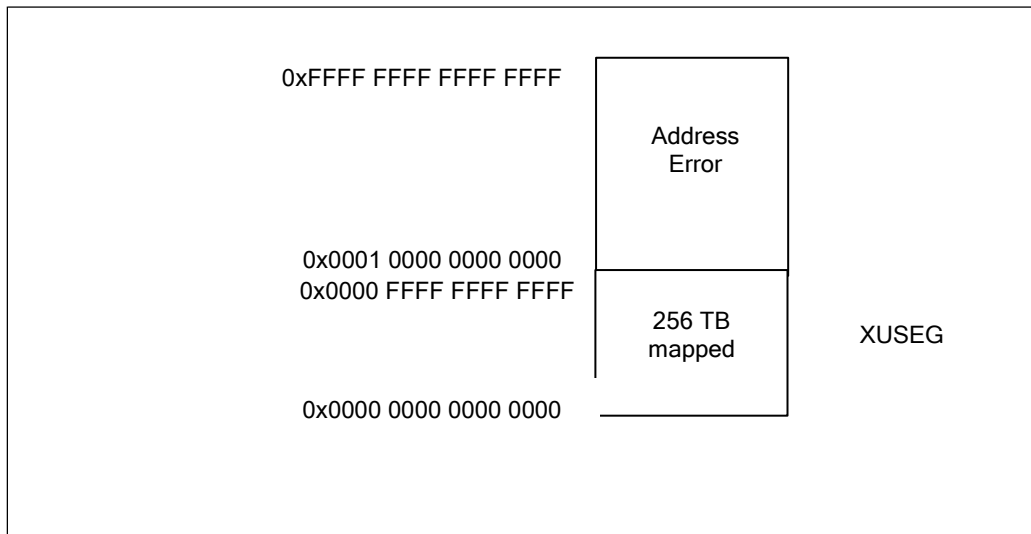 0xFFFF FFFF FFFF FFFF
Address
Error
0x0001 0000 0000 0000
0x0000 FFFF FFFF FFFF
256 TB
mapped
XUSEG
0x0000 0000 0000 0000